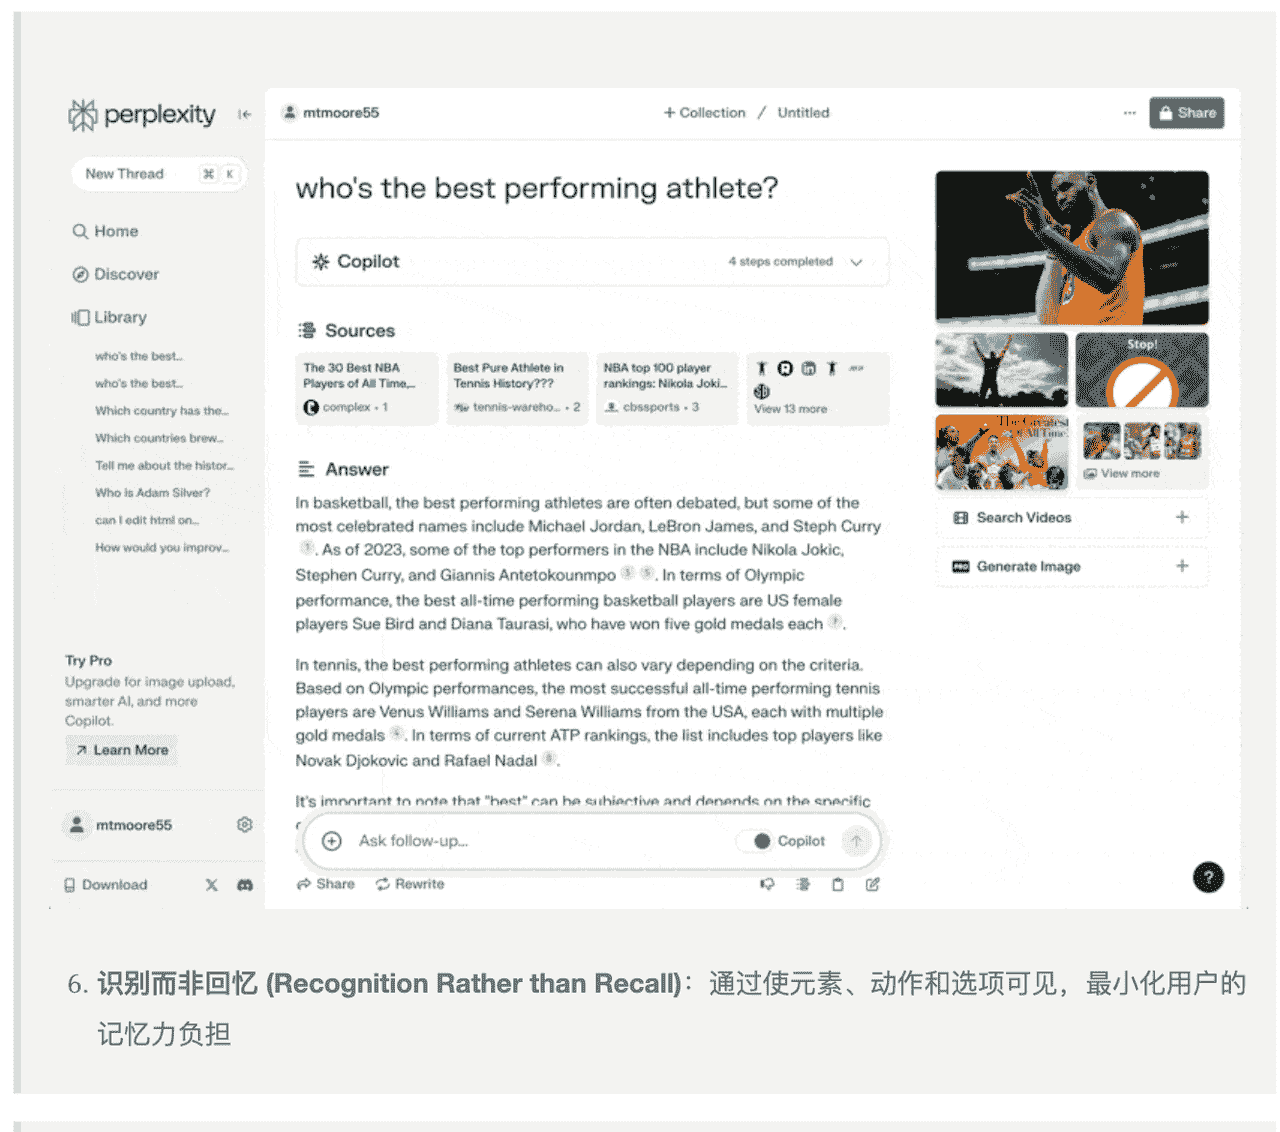 perplexity
New Thread ⌘ K
Home
Discover
Library
who's the best...
who's the best...
Which country has the...
Which countries brew...
Tell me about the histor...
Who is Adam Silver?
can I edit html on...
How would you improv...
Try Pro
Upgrade for image upload,
smarter AI, and more
Copilot.
Learn More
mtmoore55
Download
mtmoore55
+ Collection / Untitled
Share
who's the best performing athlete?
Copilot
4 steps completed
Sources
The 30 Best NBA
Players of All Time,...
complex • 1
Best Pure Athlete in
Tennis History???
tennis-wareho... • 2
NBA top 100 player
rankings: Nikola Joki...
cbssports • 3
View 13 more
Answer
In basketball, the best performing athletes are often debated, but some of the
most celebrated names include Michael Jordan, LeBron James, and Steph Curry
. As of 2023, some of the top performers in the NBA include Nikola Jokic,
Stephen Curry, and Giannis Antetokounmpo . In terms of Olympic
performance, the best all-time performing basketball players are US female
players Sue Bird and Diana Taurasi, who have won five gold medals each .
In tennis, the best performing athletes can also vary depending on the criteria.
Based on Olympic performances, the most successful all-time performing tennis
players are Venus Williams and Serena Williams from the USA, each with multiple
gold medals . In terms of current ATP rankings, the list includes top players like
Novak Djokovic and Rafael Nadal .
It's important to note that "best" can be subjective and depends on the specific
Ask follow-up...
Copilot
Share
Rewrite
Stop!
The Greatest
of All Time.
View more
Search Videos
PRO Generate Image
?
6. 识别而非回忆 (Recognition Rather than Recall)：通过使元素、动作和选项可见，最小化用户的
记忆力负担